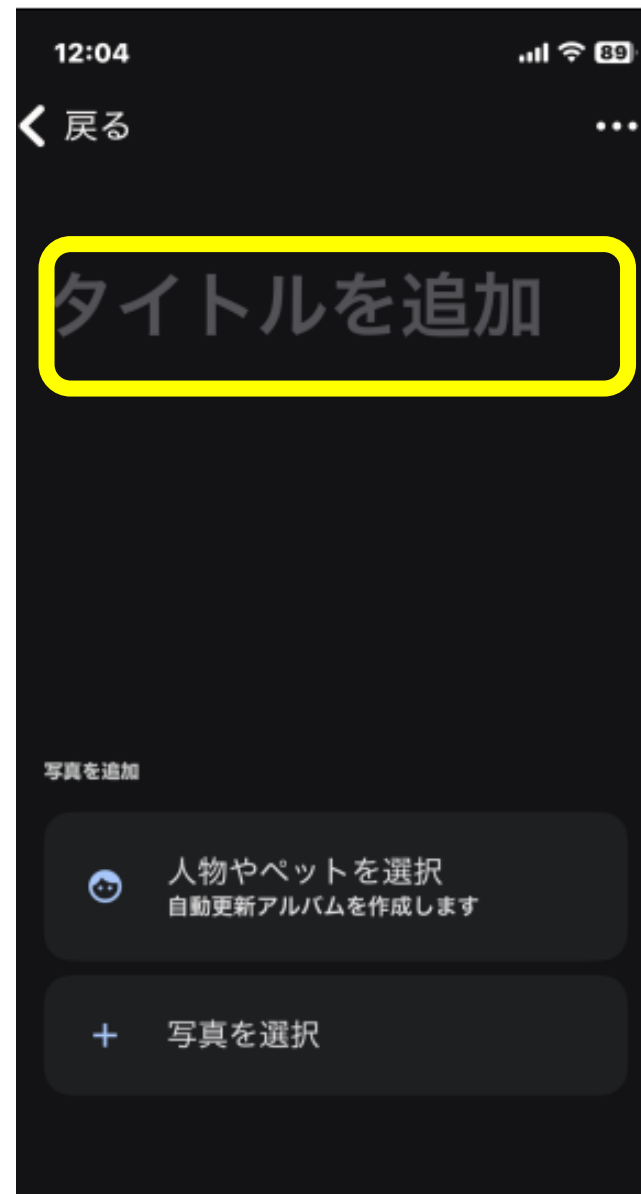 12:04
89
戻る
タイトルを追加
写真を追加
人物やペットを選択
自動更新アルバムを作成します
写真を選択